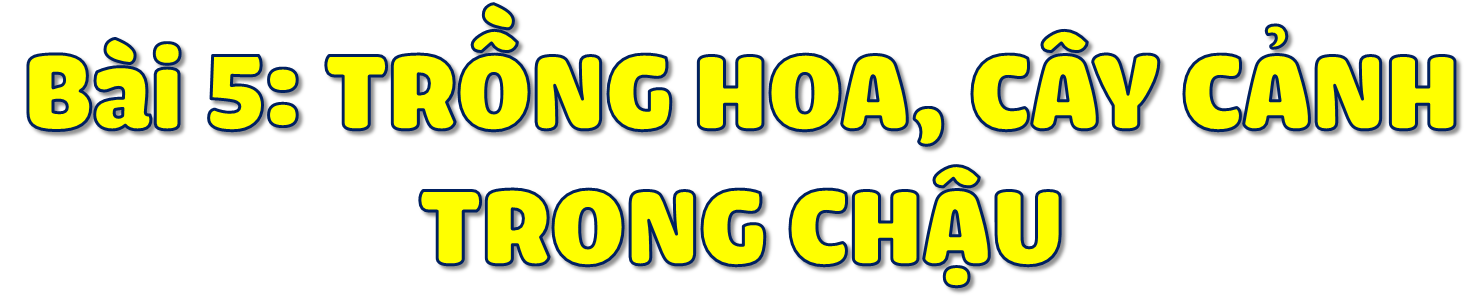 Bài 5: TRỒNG HOA, CÂY CẢNH
TRONG CHẬU